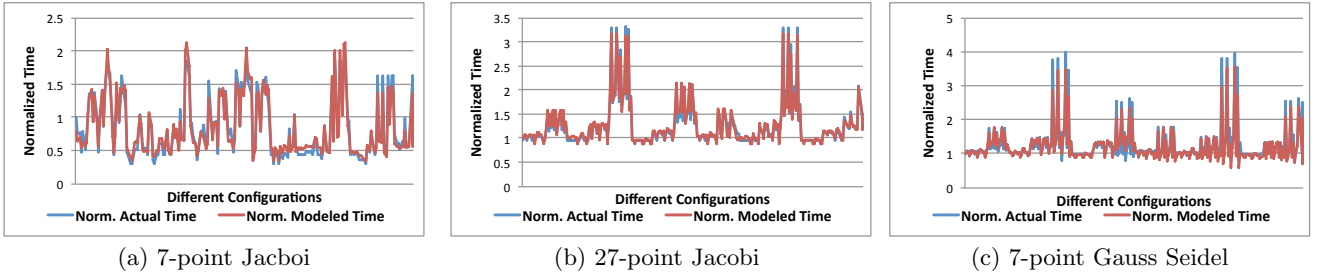 2.5
2
1.5
1
0.5
0
Normalized Time
Different Configurations
Norm. Actual Time
Norm. Modeled Time
(a) 7-point Jacboi
3.5
3
2.5
2
1.5
1
0.5
0
Normalized Time
Different Configurations
Norm. Actual Time
Norm. Modeled Time
(b) 27-point Jacobi
5
4
3
2
1
0
Normalized Time
Different Configurations
Norm. Actual Time
Norm. Modeled Time
(c) 7-point Gauss Seidel